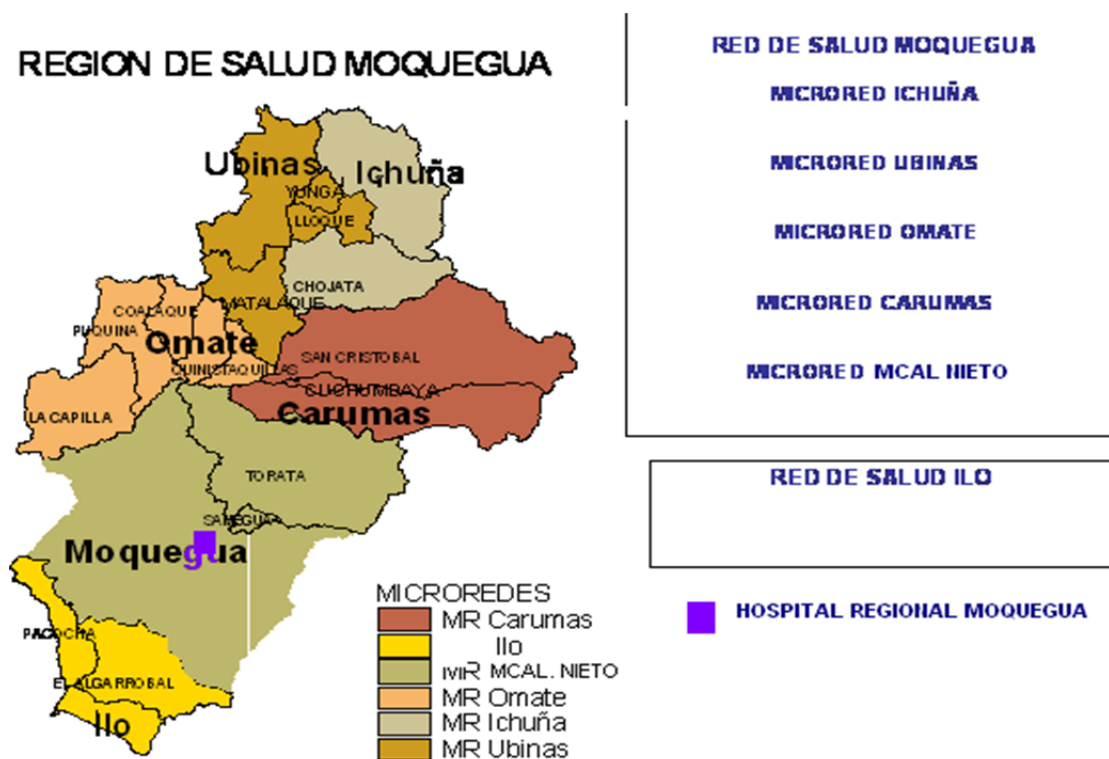 REGION DE SALUD MOQUEGUA
Ubinas
Ichuña
YUNGA
LLOQUE
CHOJATA
MATALAQUE
COALAQUE
PUQUINA
Omate
QUINISTAQUILLAS
SAN CRISTOBAL
CUCHUMBAYA
Carumas
LA CAPILLA
TORATA
SAMEGUA
Moquegua
PACOCHA
EL ALGARROBAL
Ilo
MICROREDES
MR Carumas
Ilo
MR MCAL. NIETO
MR Omate
MR Ichuña
MR Ubinas
RED DE SALUD MOQUEGUA
MICRORED ICHUÑA
MICRORED UBINAS
MICRORED OMATE
MICRORED CARUMAS
MICRORED MCAL NIETO
RED DE SALUD ILO
HOSPITAL REGIONAL MOQUEGUA